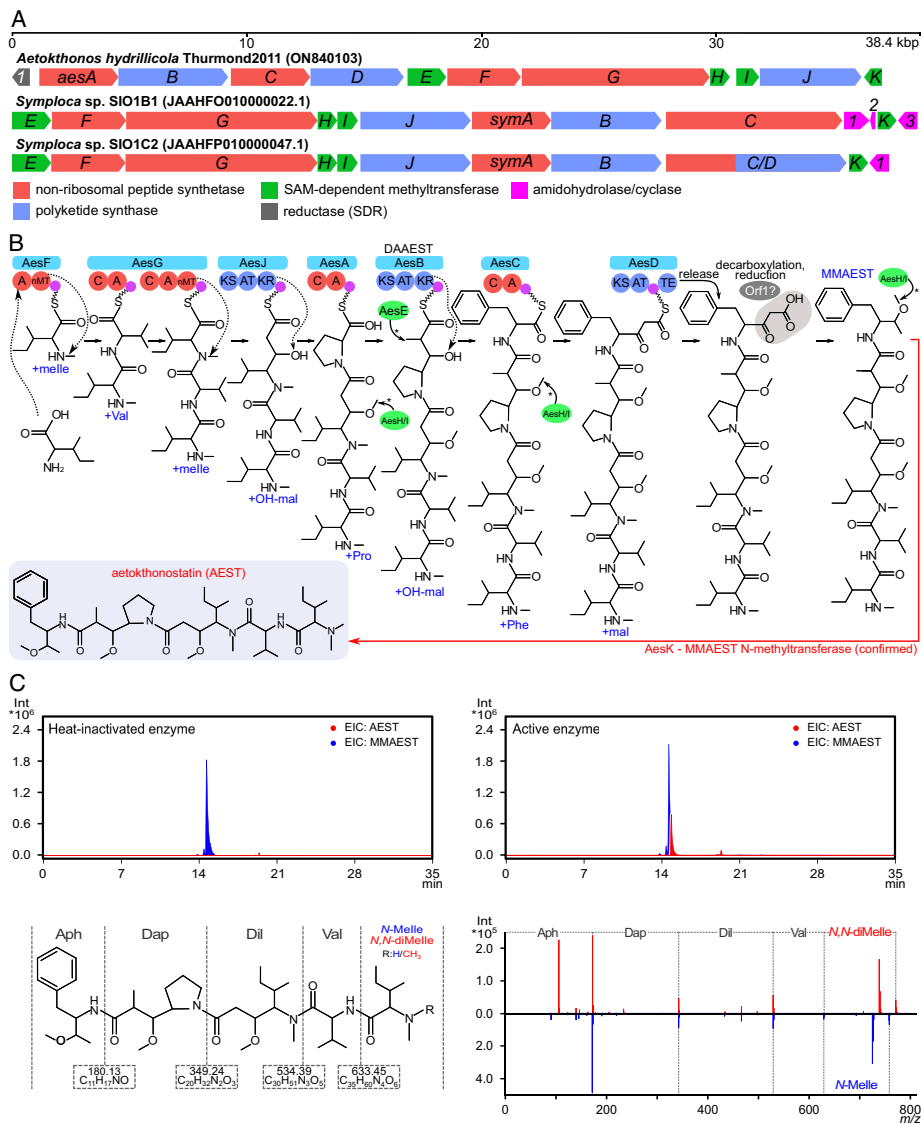 A
0 10 20 30 38.4 kbp
Aetokthonos hydrillicola Thurmond2011 (ON840103)
1 aesA B C D E F G H I J K
Symploca sp. SIO1B1 (JAAHFO010000022.1)
2
E F G H I J symA B C 1 K 3
Symploca sp. SIO1C2 (JAAHFP010000047.1)
E F G H I J symA B C/D K 1
non-ribosomal peptide synthetase SAM-dependent methyltransferase amidohydrolase/cyclase
polyketide synthase reductase (SDR)
B
DAAEST
AesF AesG AesJ AesA AesB AesC AesD
release decarboxylation, reduction
MMAEST
A nMT C A C A nMT KS AT KR C A KS AT KR C A KS AT TE Orf1? AesH/I
AesE
AesH/I
AesH/I
+meIle
+Val
+meIle
+OH-mal
+Pro
+OH-mal
+Phe
+mal
aetokthonostatin (AEST)
AesK - MMAEST N-methyltransferase (confirmed)
C
Int
*10⁶
2.4
1.8
1.2
0.6
0.0
Heat-inactivated enzyme
EIC: AEST
EIC: MMAEST
0 7 14 21 28 35
min
Int
*10⁶
2.4
1.8
1.2
0.6
0.0
Active enzyme
EIC: AEST
EIC: MMAEST
0 7 14 21 28 35
min
Aph Dap Dil Val
N-MeIle
N,N-diMeIle
R:H/CH₃
180.13
C₁₁H₁₇NO
349.24
C₂₀H₃₂N₂O₃
534.39
C₃₀H₅₁N₃O₅
633.45
C₃₅H₆₀N₄O₆
Int
*10⁵
Aph Dap Dil Val N,N-diMeIle
2.0
1.0
0.0
2.0
4.0
N-MeIle
0 200 400 600 800
m/z